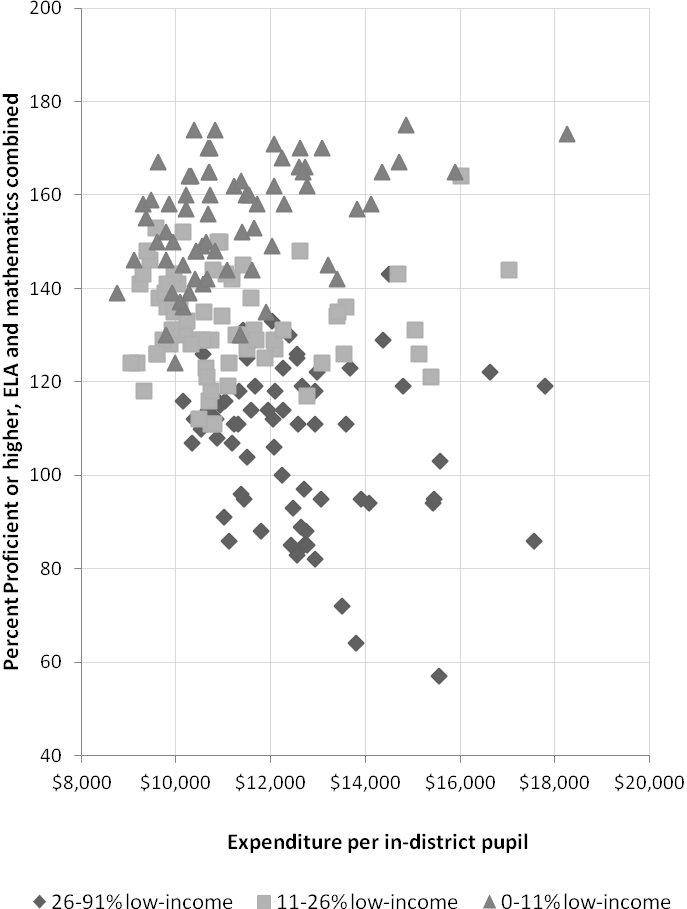 Percent Proficient or higher, ELA and mathematics combined
200
180
160
140
120
100
80
60
40
$8,000 $10,000 $12,000 $14,000 $16,000 $18,000 $20,000
Expenditure per in-district pupil
26-91% low-income 11-26% low-income 0-11% low-income